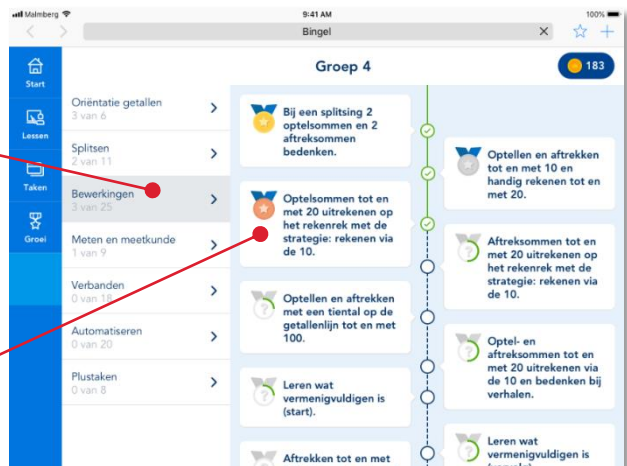 Malmberg
9:41 AM
100%
Bingel
Groep 4
183
Start
Lessen
Taken
Groei
Oriëntatie getallen
3 van 6
Splitsen
2 van 11
Bewerkingen
3 van 25
Meten en meetkunde
1 van 9
Verbanden
0 van 18
Automatiseren
0 van 20
Plustaken
0 van 8
Bij een splitsing 2
optelsommen en 2
aftreksommen
bedenken.
Optellen en aftrekken
tot en met 10 en
handig rekenen tot en
met 20.
Optelsommen tot en
met 20 uitrekenen op
het rekenrek met de
strategie: rekenen via
de 10.
Aftreksommen tot en
met 20 uitrekenen op
het rekenrek met de
strategie: rekenen via
de 10.
?
Optellen en aftrekken
met een tiental op de
getallenlijn tot en met
100.
?
Optel- en
aftreksommen tot en
met 20 uitrekenen via
de 10 en bedenken bij
verhalen.
?
Leren wat
vermenigvuldigen is
(start).
?
Leren wat
vermenigvuldigen is
?
Aftrekken tot en met
?